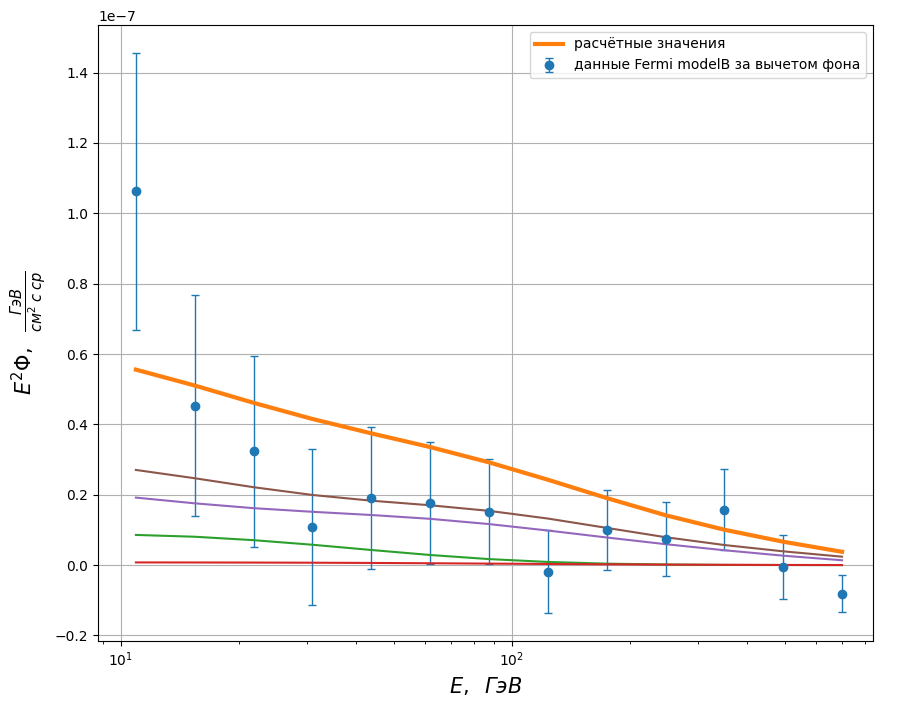 1e−7
расчётные значения
данные Fermi modelB за вычетом фона
1.4
1.2
1.0
0.8
0.6
0.4
0.2
0.0
−0.2
E²Φ, ГэВ / см² с ср
10¹ 10²
E, ГэВ